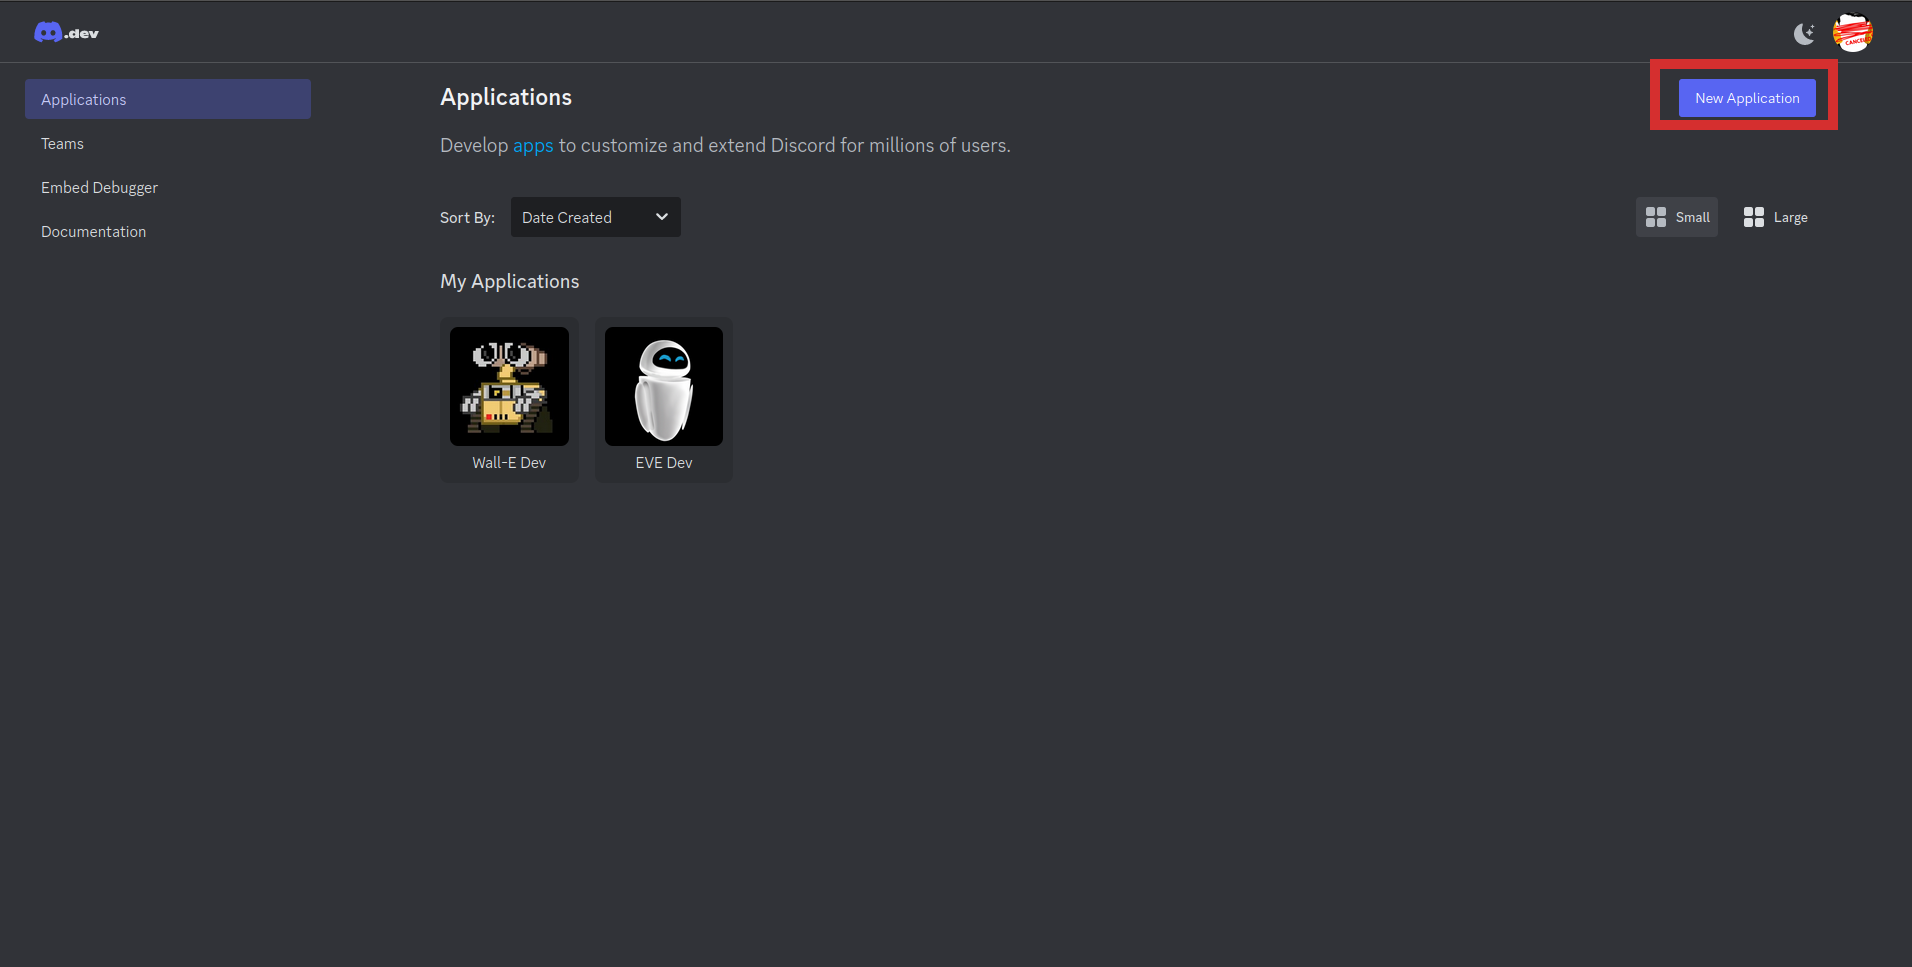 .dev
Applications
Teams
Embed Debugger
Documentation
Applications
New Application
Develop apps to customize and extend Discord for millions of users.
Sort By: Date Created
Small Large
My Applications
Wall-E Dev
EVE Dev